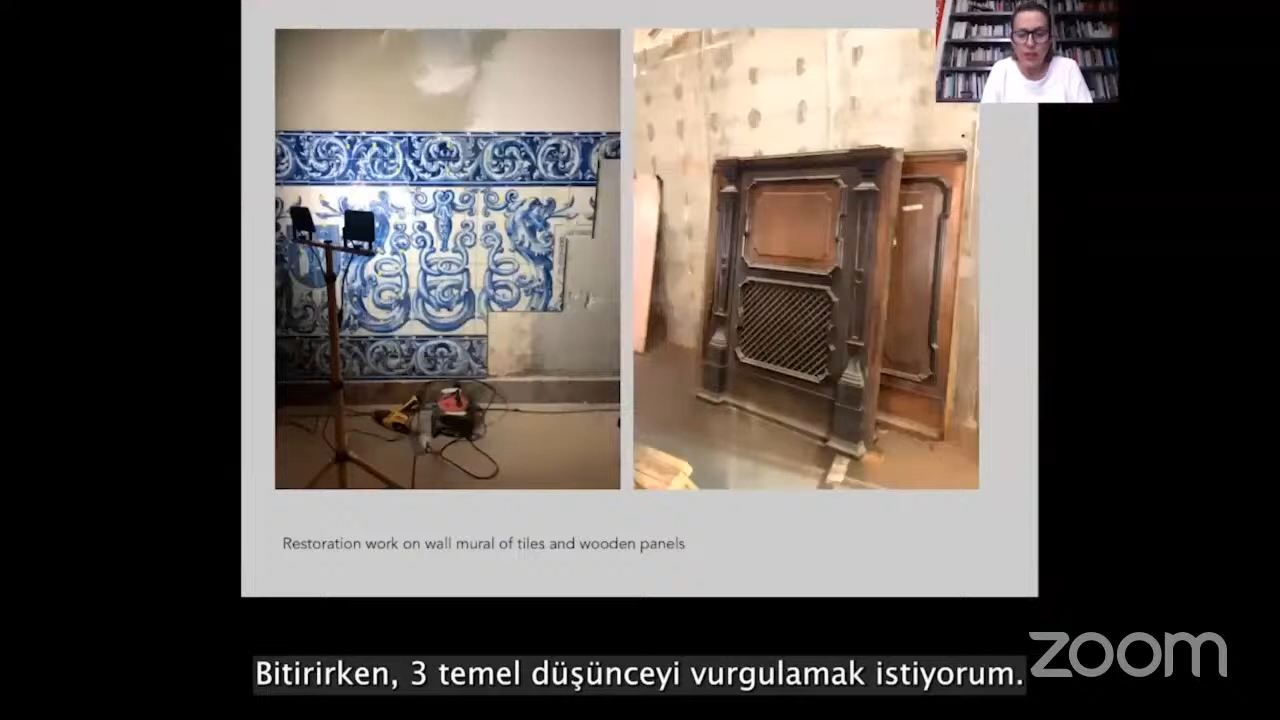 Restoration work on wall mural of tiles and wooden panels
Bitirirken, 3 temel düşünceyi vurgulamak istiyorum.
zoom